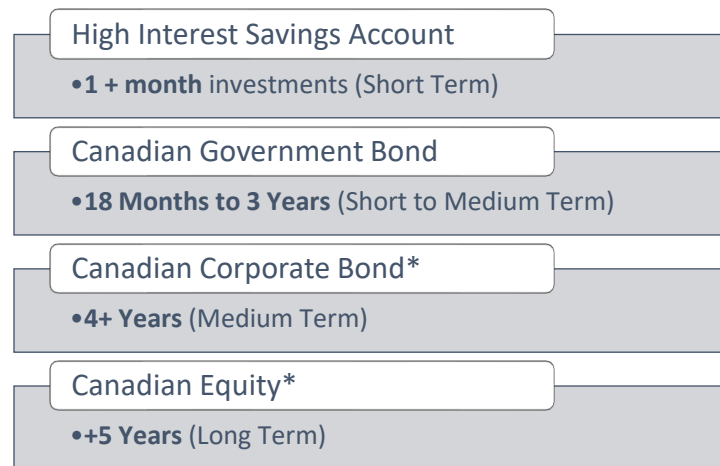 High Interest Savings Account
•1 + month investments (Short Term)
Canadian Government Bond
•18 Months to 3 Years (Short to Medium Term)
Canadian Corporate Bond*
•4+ Years (Medium Term)
Canadian Equity*
•+5 Years (Long Term)